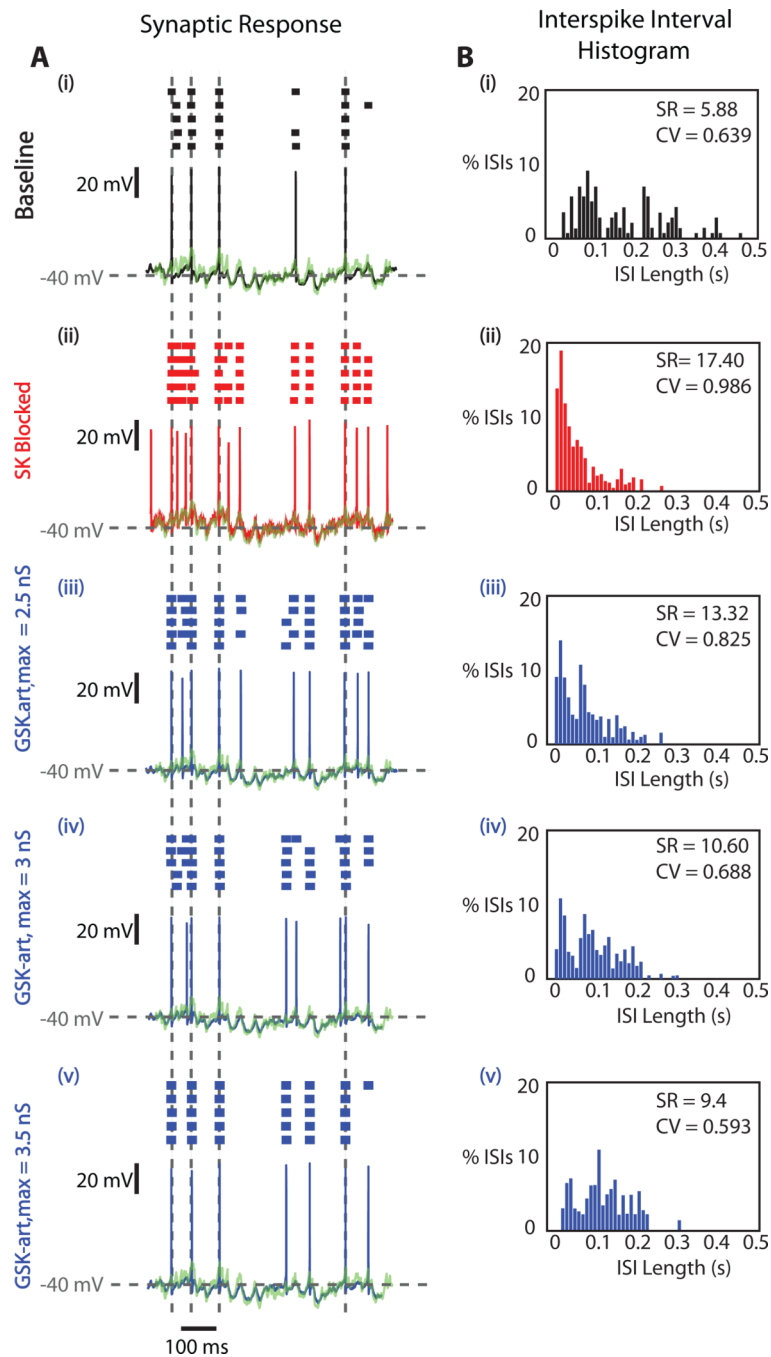 Synaptic Response
Interspike Interval
Histogram
A
B
(i)
Baseline
20 mV
-40 mV
(i)
20
% ISIs 10
0
SR = 5.88
CV = 0.639
0 0.1 0.2 0.3 0.4 0.5
ISI Length (s)
(ii)
SK Blocked
20 mV
-40 mV
(ii)
20
% ISIs 10
0
SR= 17.40
CV = 0.986
0 0.1 0.2 0.3 0.4 0.5
ISI Length (s)
(iii)
GSK.art,max = 2.5 nS
20 mV
-40 mV
(iii)
20
% ISIs 10
0
SR = 13.32
CV = 0.825
0 0.1 0.2 0.3 0.4 0.5
ISI Length (s)
(iv)
GSK-art, max = 3 nS
20 mV
-40 mV
(iv)
20
% ISIs 10
0
SR = 10.60
CV = 0.688
0 0.1 0.2 0.3 0.4 0.5
ISI Length (s)
(v)
GSK-art,max = 3.5 nS
20 mV
-40 mV
100 ms
(v)
20
% ISIs 10
0
SR = 9.4
CV = 0.593
0 0.1 0.2 0.3 0.4 0.5
ISI Length (s)